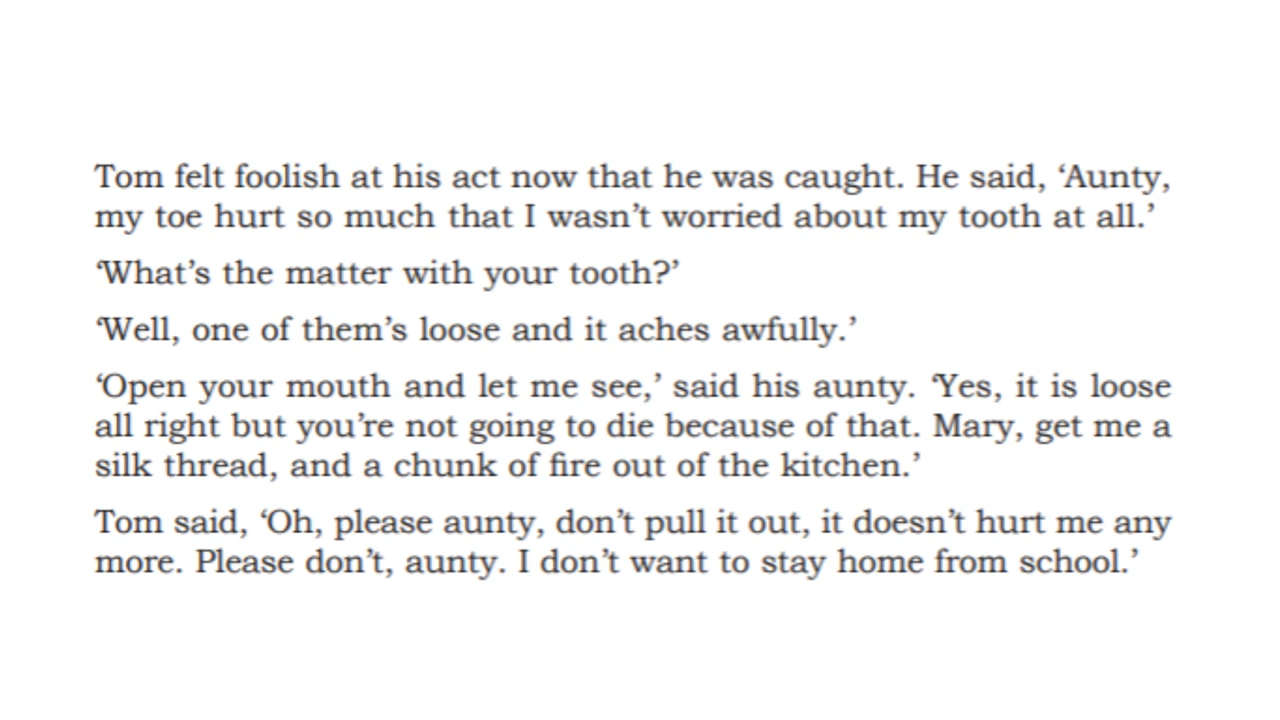 Tom felt foolish at his act now that he was caught. He said, ‘Aunty,
my toe hurt so much that I wasn’t worried about my tooth at all.’
‘What’s the matter with your tooth?’
‘Well, one of them’s loose and it aches awfully.’
‘Open your mouth and let me see,’ said his aunty. ‘Yes, it is loose
all right but you’re not going to die because of that. Mary, get me a
silk thread, and a chunk of fire out of the kitchen.’
Tom said, ‘Oh, please aunty, don’t pull it out, it doesn’t hurt me any
more. Please don’t, aunty. I don’t want to stay home from school.’